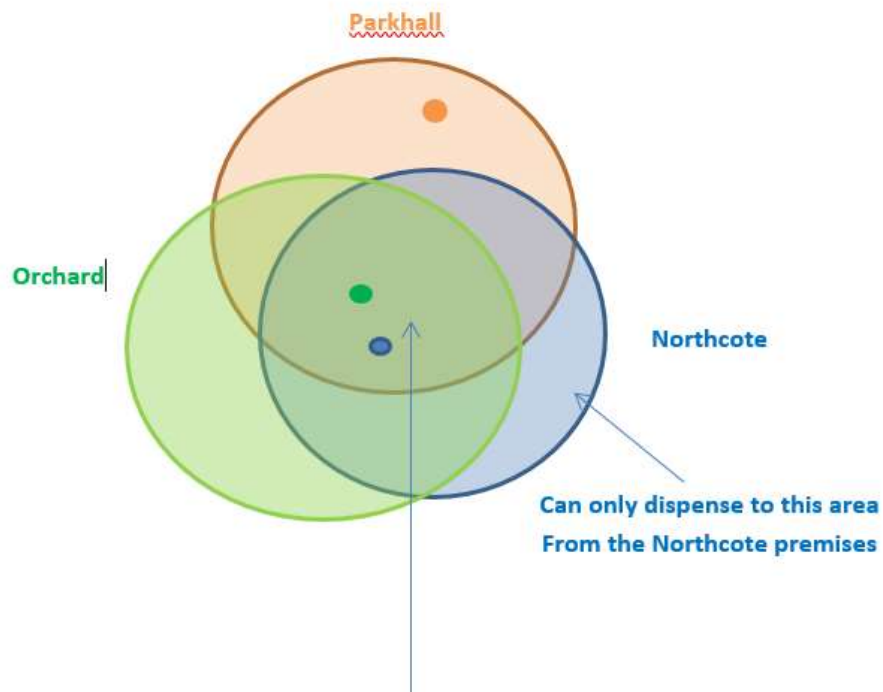 Parkhall
Orchard
Northcote
Can only dispense to this area
From the Northcote premises